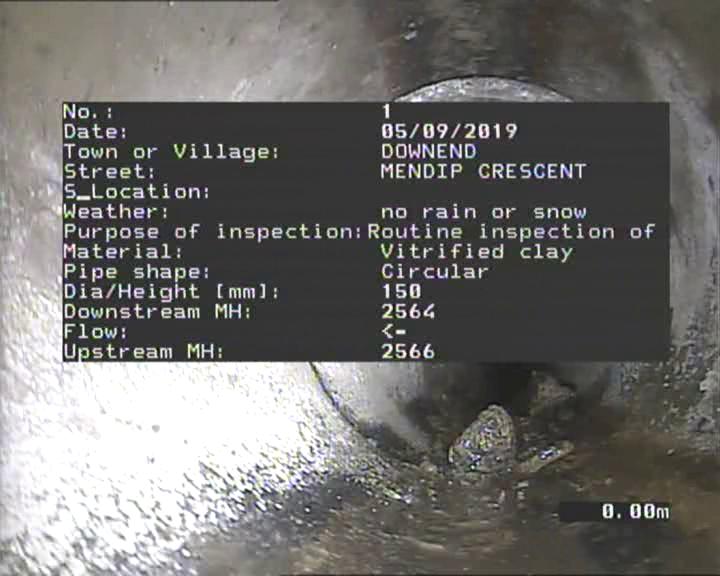 No.: 1
Date: 05/09/2019
Town or Village: DOWNEND
Street: MENDIP CRESCENT
S_Location:
Weather: no rain or snow
Purpose of inspection: Routine inspection of
Material: Vitrified clay
Pipe shape: Circular
Dia/Height [mm]: 150
Downstream MH: 2564
Flow: <-
Upstream MH: 2566
0.00m